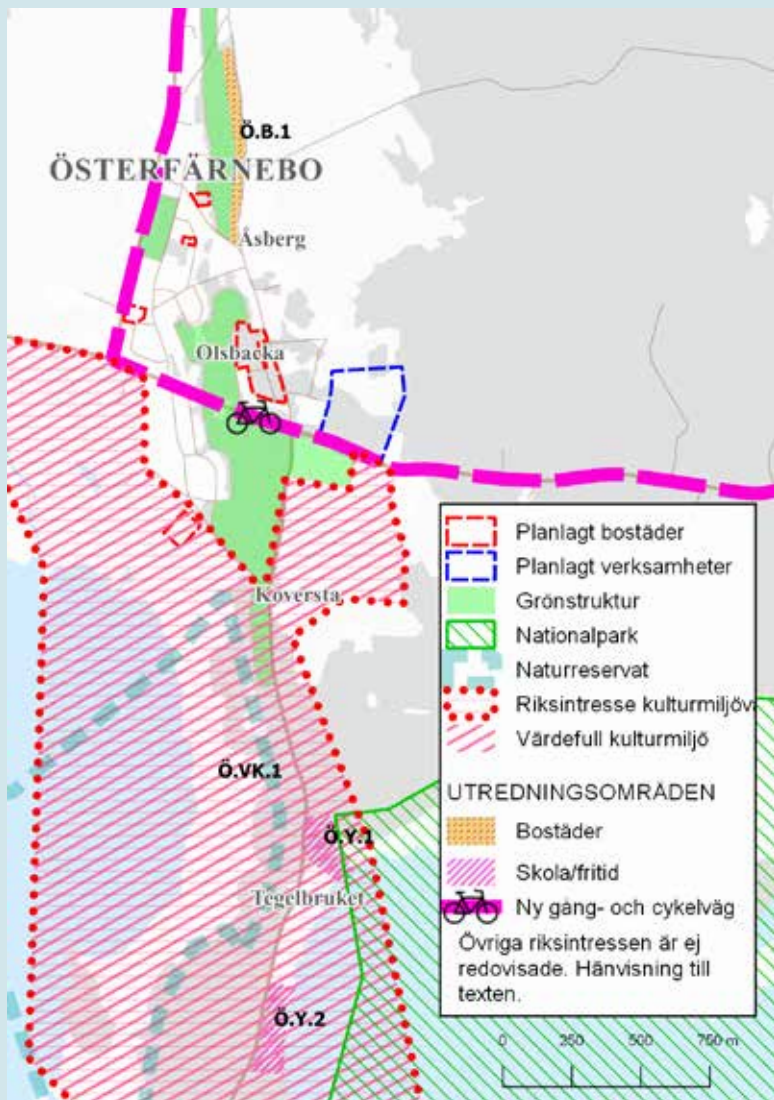 Ö.B.1
ÖSTERFÄRNEBO
Åsberg
Olsbacka
Koversta
Ö.VK.1
Ö.Y.1
Tegelbruket
Ö.Y.2
Planlagt bostäder
Planlagt verksamheter
Grönstruktur
Nationalpark
Naturreservat
Riksintresse kulturmiljöv
Värdefull kulturmiljö
UTREDNINGSOMRÅDEN
Bostäder
Skola/fritid
Ny gång- och cykelväg
Övriga riksintressen är ej
redovisade. Hänvisning till
texten.
0 250 500 750 m